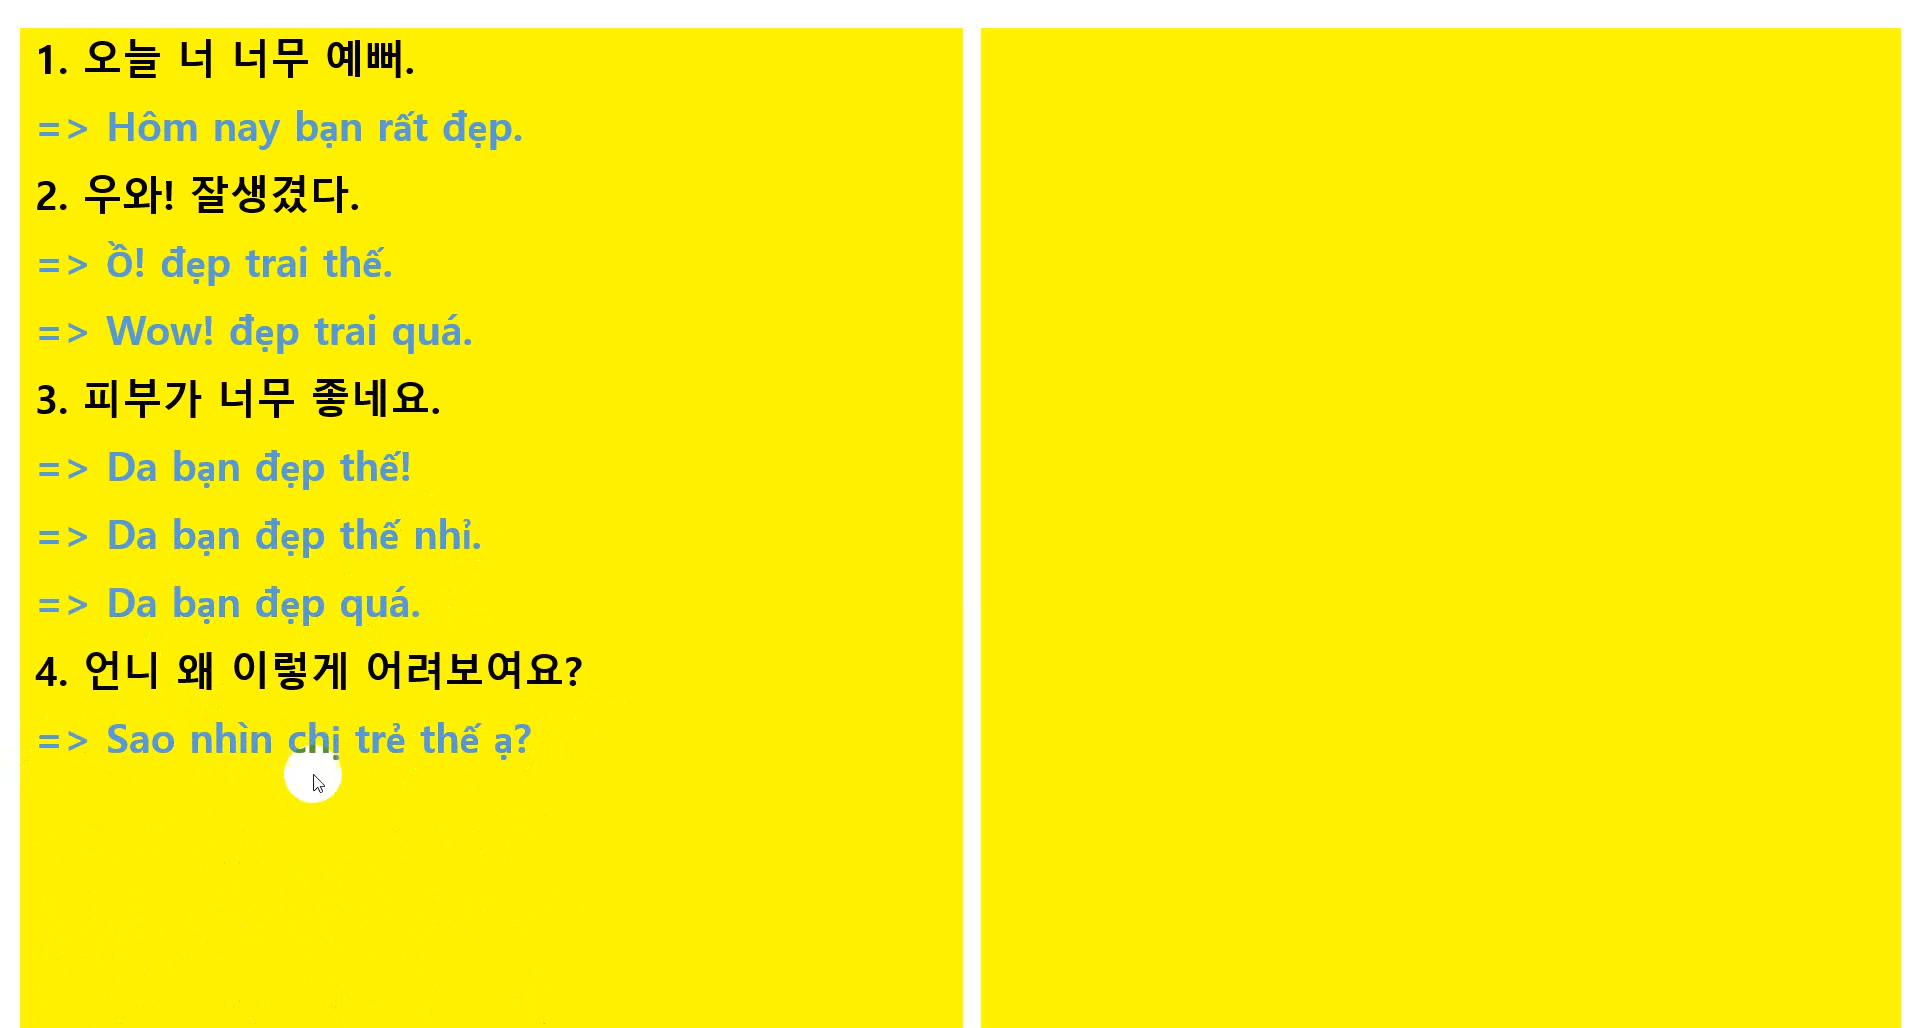 1. 오늘 너 너무 예뻐.
=> Hôm nay bạn rất đẹp.
2. 우와! 잘생겼다.
=> Ồ! đẹp trai thế.
=> Wow! đẹp trai quá.
3. 피부가 너무 좋네요.
=> Da bạn đẹp thế!
=> Da bạn đẹp thế nhỉ.
=> Da bạn đẹp quá.
4. 언니 왜 이렇게 어려보여요?
=> Sao nhìn chị trẻ thế ạ?